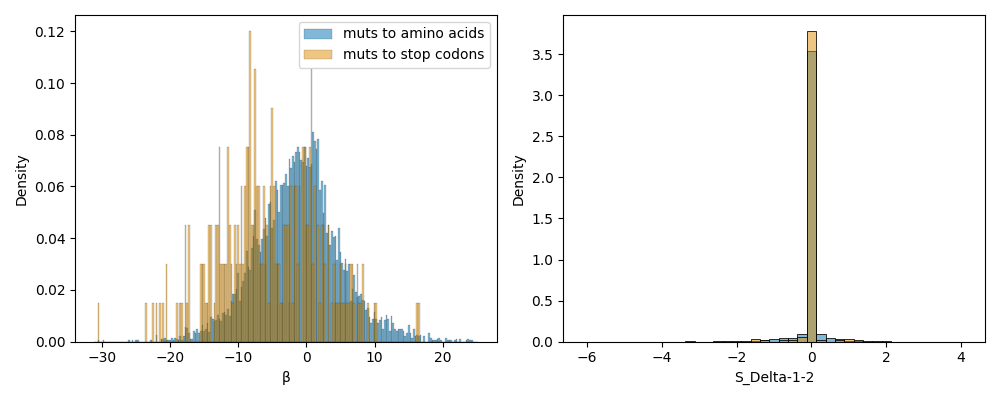 muts to amino acids
muts to stop codons
0.12
0.10
0.08
0.06
0.04
0.02
0.00
Density
−30 −20 −10 0 10 20
β
3.5
3.0
2.5
2.0
1.5
1.0
0.5
0.0
Density
−6 −4 −2 0 2 4
S_Delta-1-2